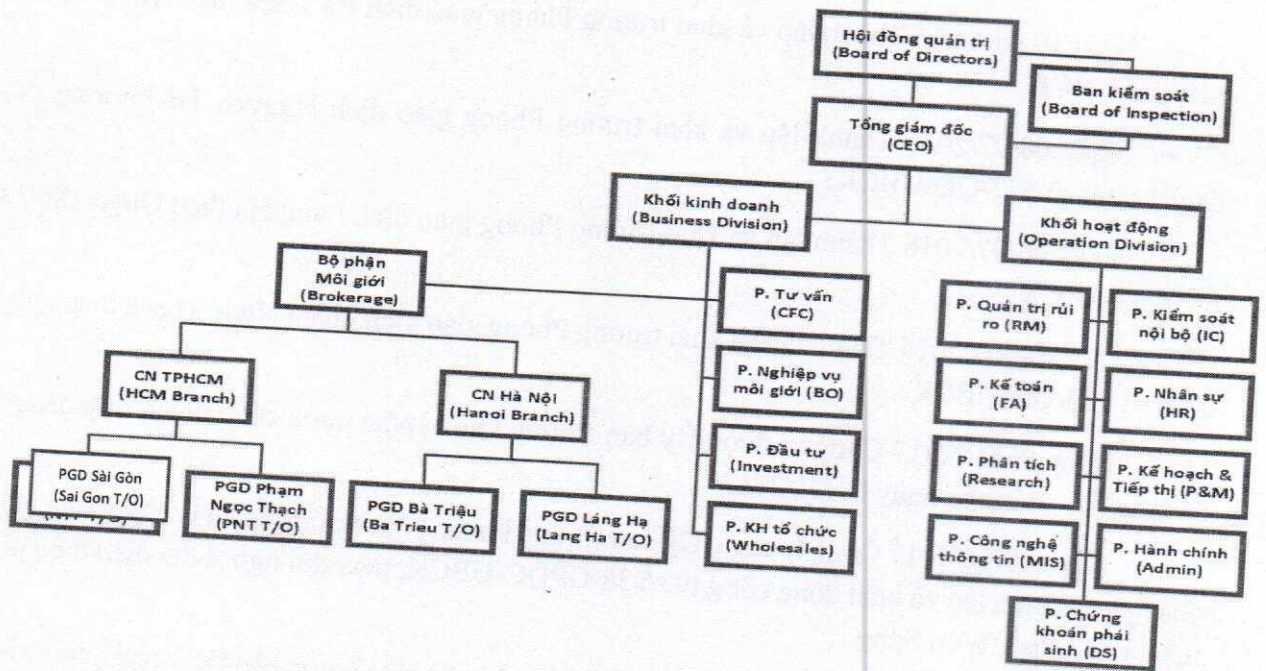 Hội đồng quản trị
(Board of Directors)
Ban kiểm soát
(Board of Inspection)
Tổng giám đốc
(CEO)
Khối kinh doanh
(Business Division)
Khối hoạt động
(Operation Division)
Bộ phận
Môi giới
(Brokerage)
P. Tư vấn
(CFC)
P. Quản trị rủi
ro (RM)
P. Kiểm soát
nội bộ (IC)
CN TPHCM
(HCM Branch)
CN Hà Nội
(Hanoi Branch)
P. Nghiệp vụ
môi giới (BO)
P. Kế toán
(FA)
P. Nhân sự
(HR)
PGD Sài Gòn
(Sai Gon T/O)
PGD Phạm
Ngọc Thạch
(PNT T/O)
PGD Bà Triệu
(Ba Trieu T/O)
PGD Láng Hạ
(Lang Ha T/O)
P. Đầu tư
(Investment)
P. Phân tích
(Research)
P. Kế hoạch &
Tiếp thị (P&M)
P. KH tổ chức
(Wholesales)
P. Công nghệ
thông tin (MIS)
P. Hành chính
(Admin)
P. Chứng
khoán phái
sinh (DS)